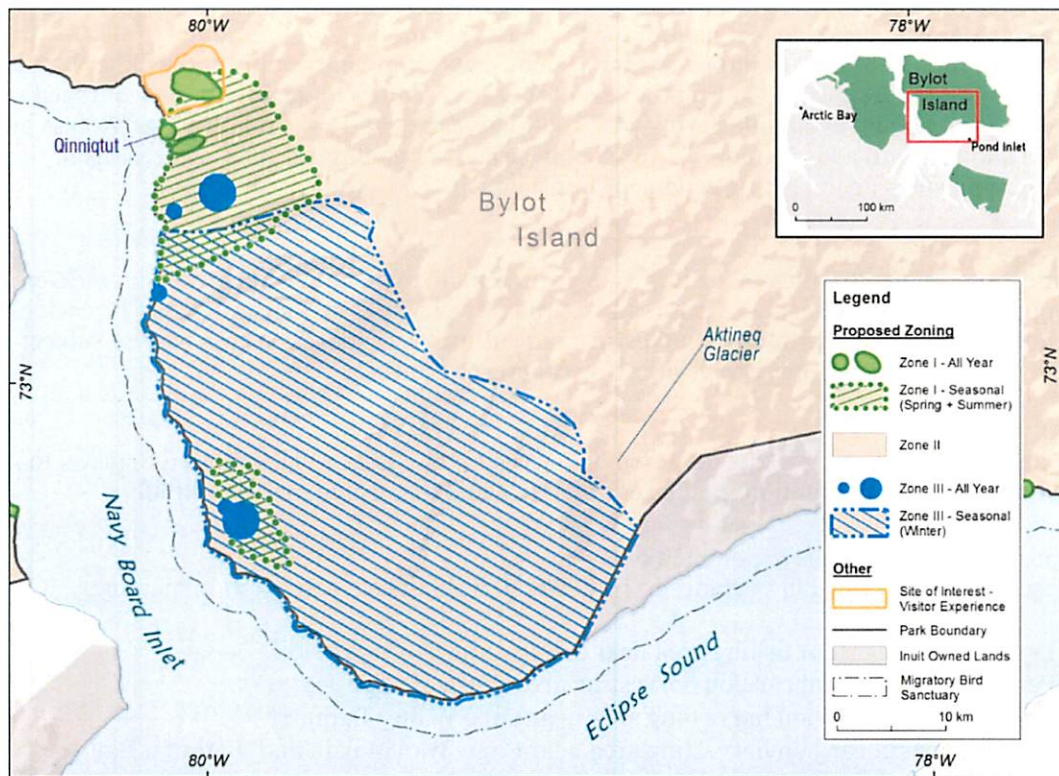 80°W
78°W
Qinniqtut
Bylot
Island
Aktineq
Glacier
73°N
73°N
Navy Board Inlet
Eclipse Sound
80°W
78°W
Bylot
Island
Arctic Bay
Pond Inlet
0 100 km
Legend
Proposed Zoning
Zone I - All Year
Zone I - Seasonal
(Spring + Summer)
Zone II
Zone III - All Year
Zone III - Seasonal
(Winter)
Other
Site of Interest -
Visitor Experience
Park Boundary
Inuit Owned Lands
Migratory Bird
Sanctuary
0 10 km